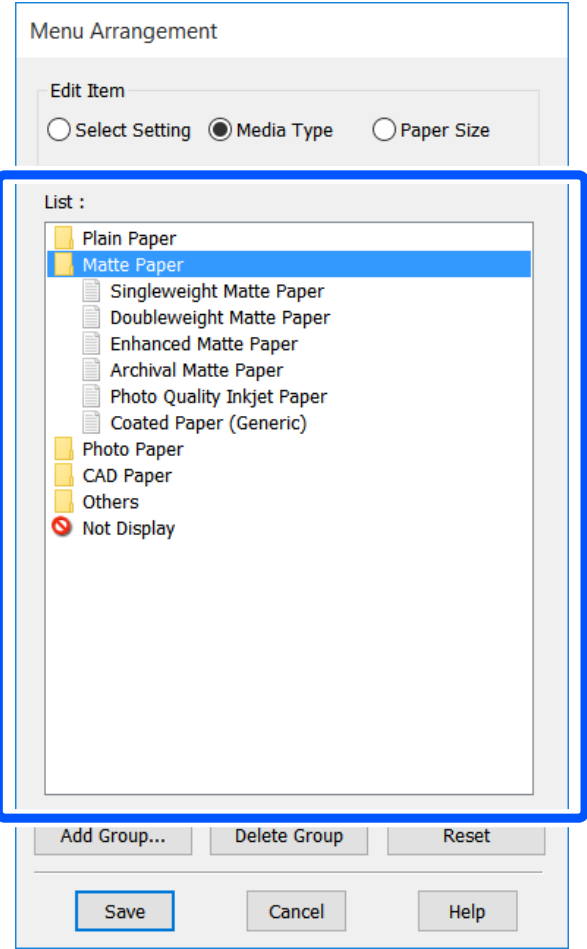 Menu Arrangement
Edit Item
Select Setting Media Type Paper Size
List :
Plain Paper
Matte Paper
Singleweight Matte Paper
Doubleweight Matte Paper
Enhanced Matte Paper
Archival Matte Paper
Photo Quality Inkjet Paper
Coated Paper (Generic)
Photo Paper
CAD Paper
Others
Not Display
Add Group... Delete Group Reset
Save Cancel Help